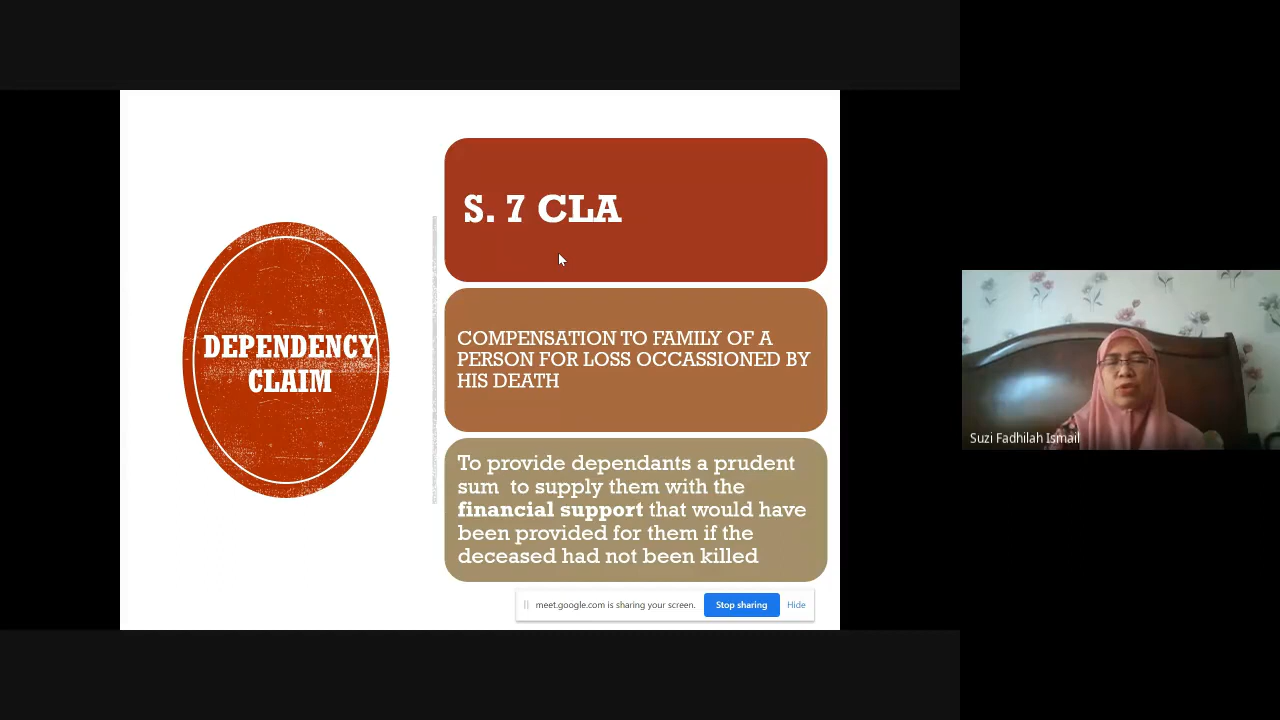 DEPENDENCY
CLAIM
S. 7 CLA
COMPENSATION TO FAMILY OF A
PERSON FOR LOSS OCCASSIONED BY
HIS DEATH
To provide dependants a prudent
sum to supply them with the
financial support that would have
been provided for them if the
deceased had not been killed
meet.google.com is sharing your screen. Stop sharing Hide
Suzi Fadhilah Ismail